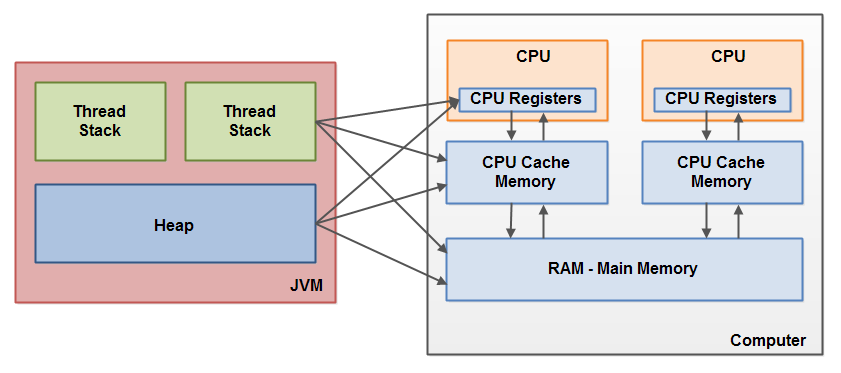 Thread
Stack
Thread
Stack
Heap
JVM
CPU
CPU Registers
CPU Cache
Memory
CPU
CPU Registers
CPU Cache
Memory
RAM - Main Memory
Computer